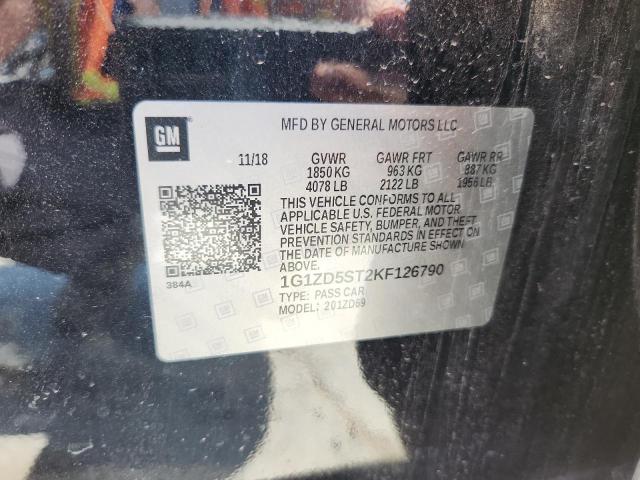 GM
MFD BY GENERAL MOTORS LLC
11/18 GVWR GAWR FRT GAWR RR
1850 KG 963 KG 887 KG
4078 LB 2122 LB 1956 LB
THIS VEHICLE CONFORMS TO ALL
APPLICABLE U.S. FEDERAL MOTOR
VEHICLE SAFETY, BUMPER, AND THEFT
PREVENTION STANDARDS IN EFFECT ON
THE DATE OF MANUFACTURE SHOWN
ABOVE.
384A
1G1ZD5ST2KF126790
TYPE: PASS CAR
MODEL: 201ZD69